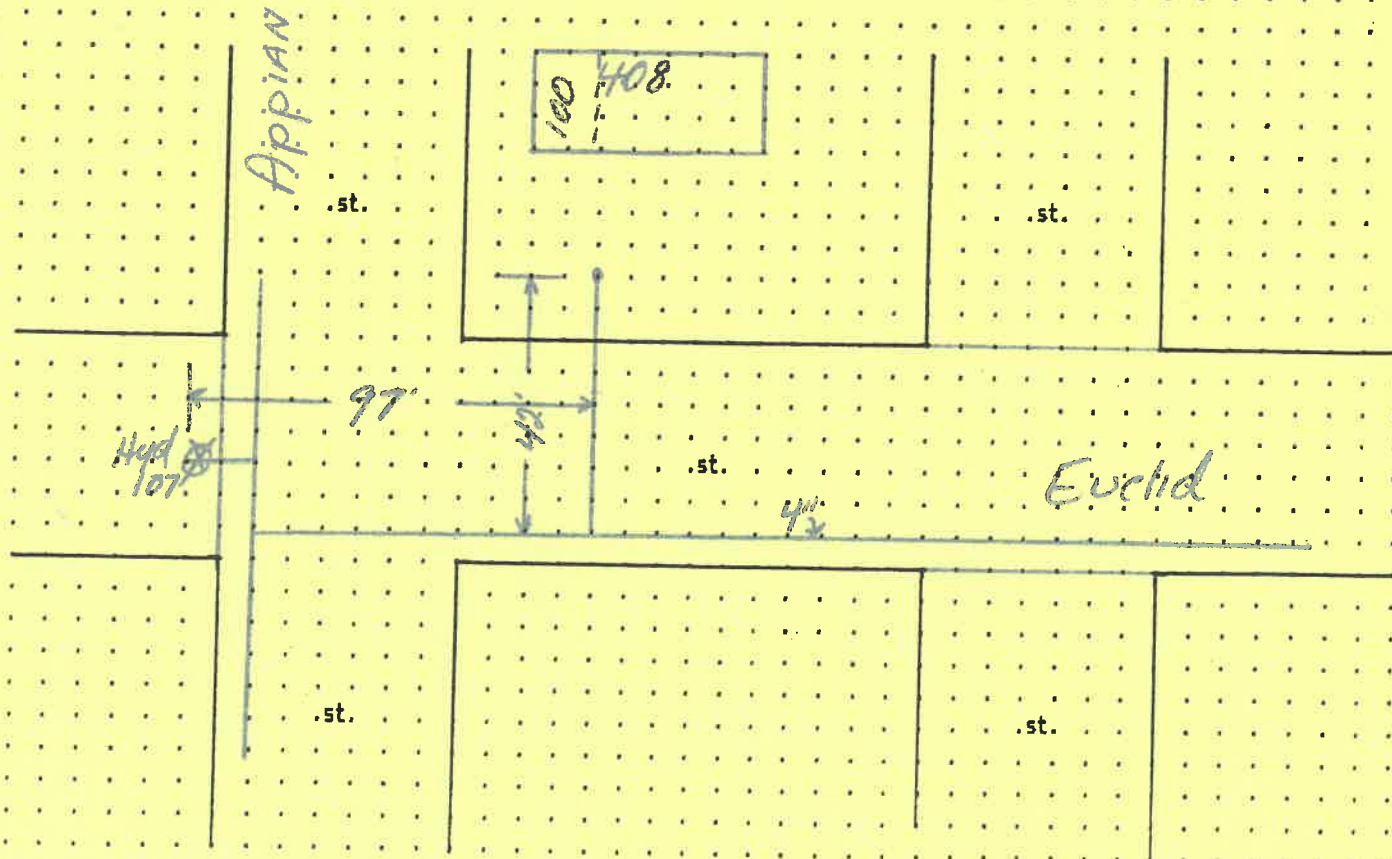 Appian
100
408
.st.
.st.
97'
42'
Hyd
107
.st.
4"
Euclid
.st.
.st.